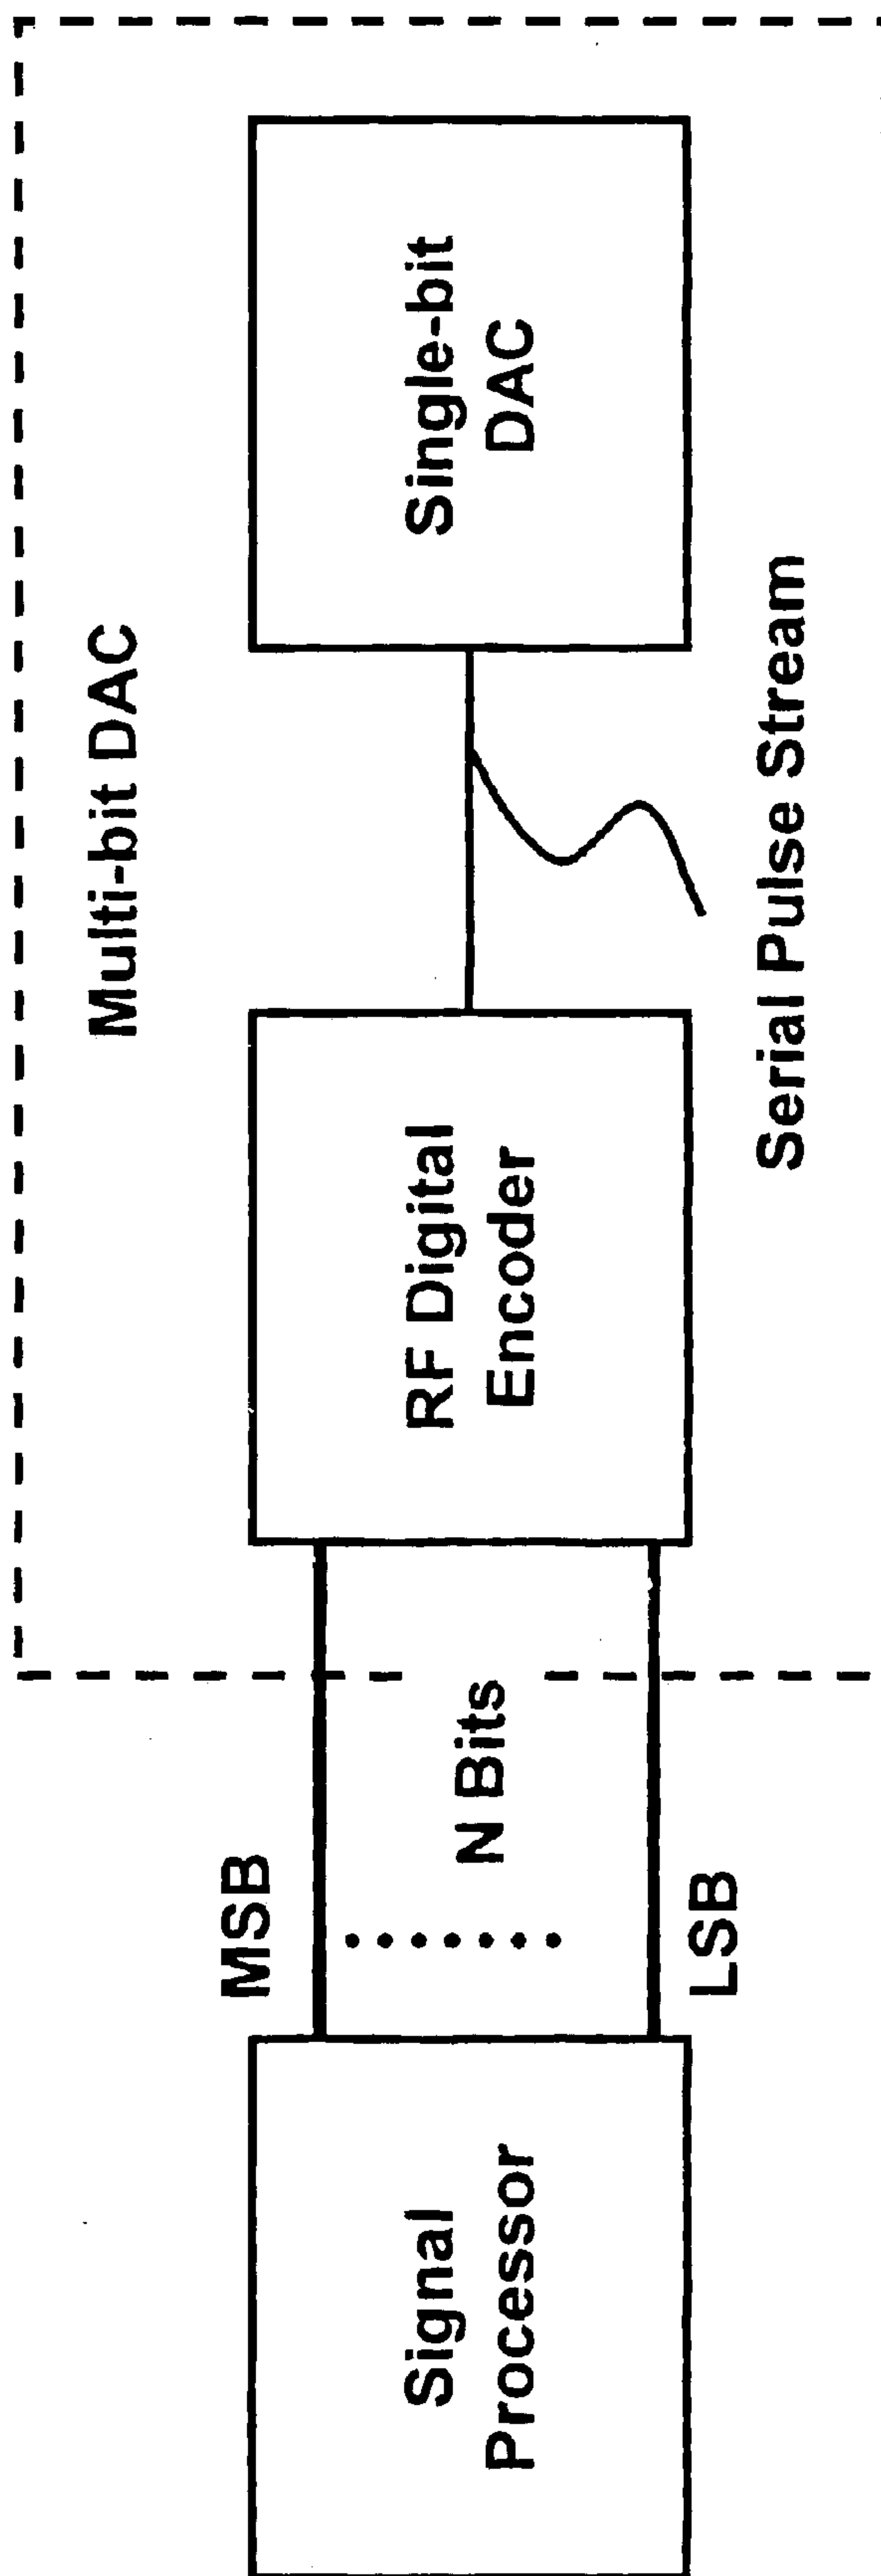 Multi-bit DAC
Signal
Processor
MSB
N Bits
LSB
RF Digital
Encoder
Serial Pulse Stream
Single-bit
DAC